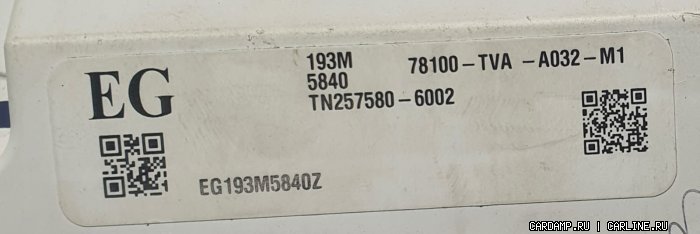 EG
193M 78100-TVA-A032-M1
5840
TN257580-6002
EG193M5840Z
CARDAMP.RU | CARLINE.RU